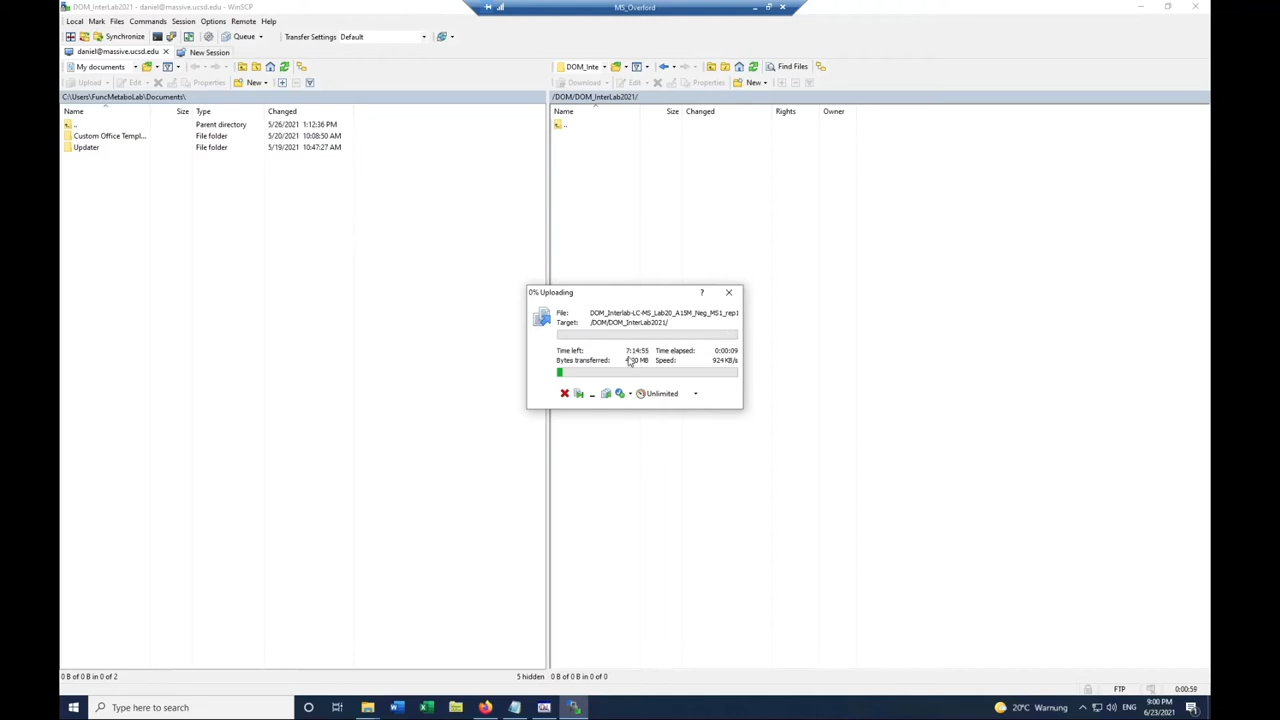 DOM_InterLab2021 - daniel@massive.ucsd.edu - WinSCP
MS_Overford
Local Mark Files Commands Session Options Remote Help
Synchronize Queue Transfer Settings Default
daniel@massive.ucsd.edu × New Session
My documents
DOM_Inte Find Files
Upload Edit Properties New
Download Edit Properties New
C:\Users\FuncMetaboLab\Documents\
/DOM/DOM_InterLab2021/
Name Size Type Changed
Name Size Changed Rights Owner
.. Parent directory 5/26/2021 1:12:36 PM
..
Custom Office Templ... File folder 5/20/2021 10:08:50 AM
Updater File folder 5/19/2021 10:47:27 AM
0% Uploading ?
File: DOM_Interlab-LC-MS_Lab20_A15M_Neg_MS1_rep1
Target: /DOM/DOM_InterLab2021/
Time left: 7:14:55 Time elapsed: 0:00:09
Bytes transferred: MB Speed: 924 KB/s
Unlimited
0 B of 0 B in 0 of 2 5 hidden
0 B of 0 B in 0 of 0
FTP 0:00:59
Type here to search
20°C Warnung ENG 9:00 PM
6/23/2021